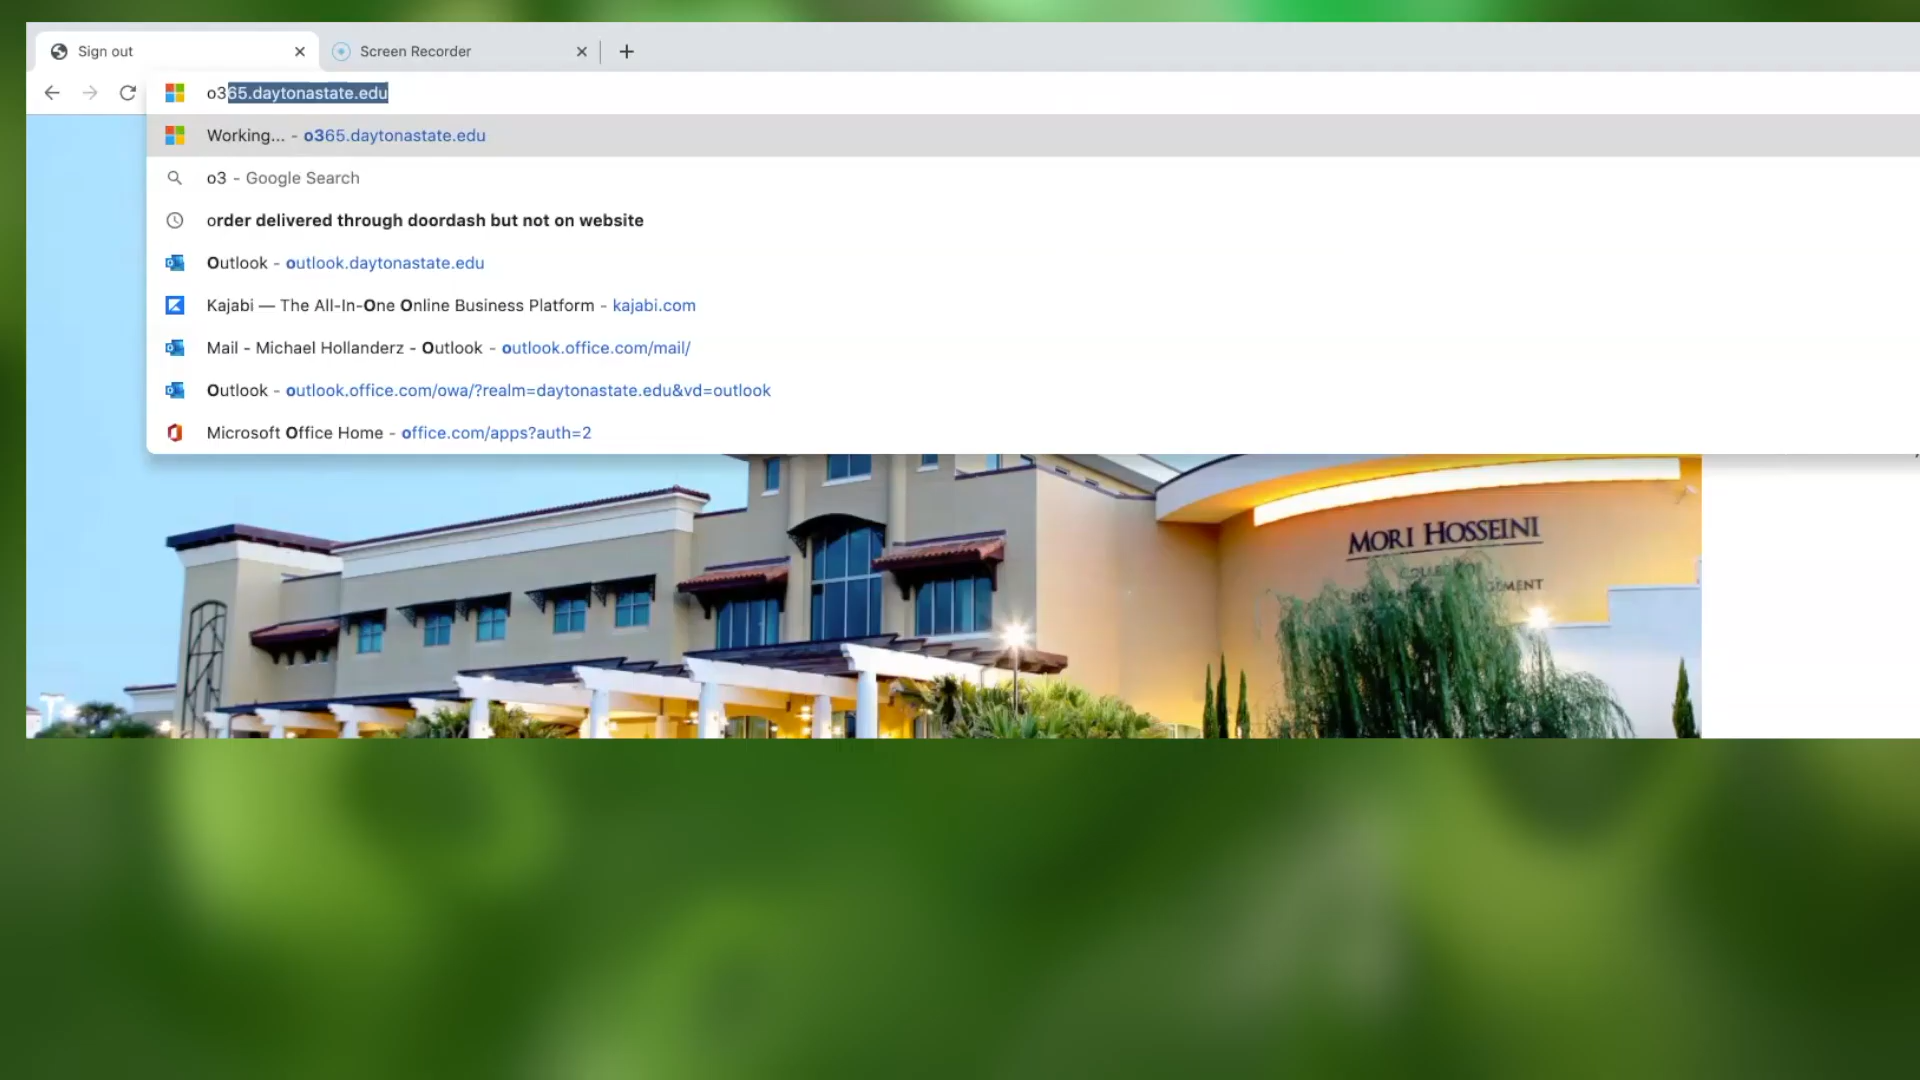 Sign out
Screen Recorder
o365.daytonastate.edu
Working... - o365.daytonastate.edu
o3 - Google Search
order delivered through doordash but not on website
Outlook - outlook.daytonastate.edu
Kajabi — The All-In-One Online Business Platform - kajabi.com
Mail - Michael Hollanderz - Outlook - outlook.office.com/mail/
Outlook - outlook.office.com/owa/?realm=daytonastate.edu&vd=outlook
Microsoft Office Home - office.com/apps?auth=2
MORI HOSSEINI
COLLEGE OF